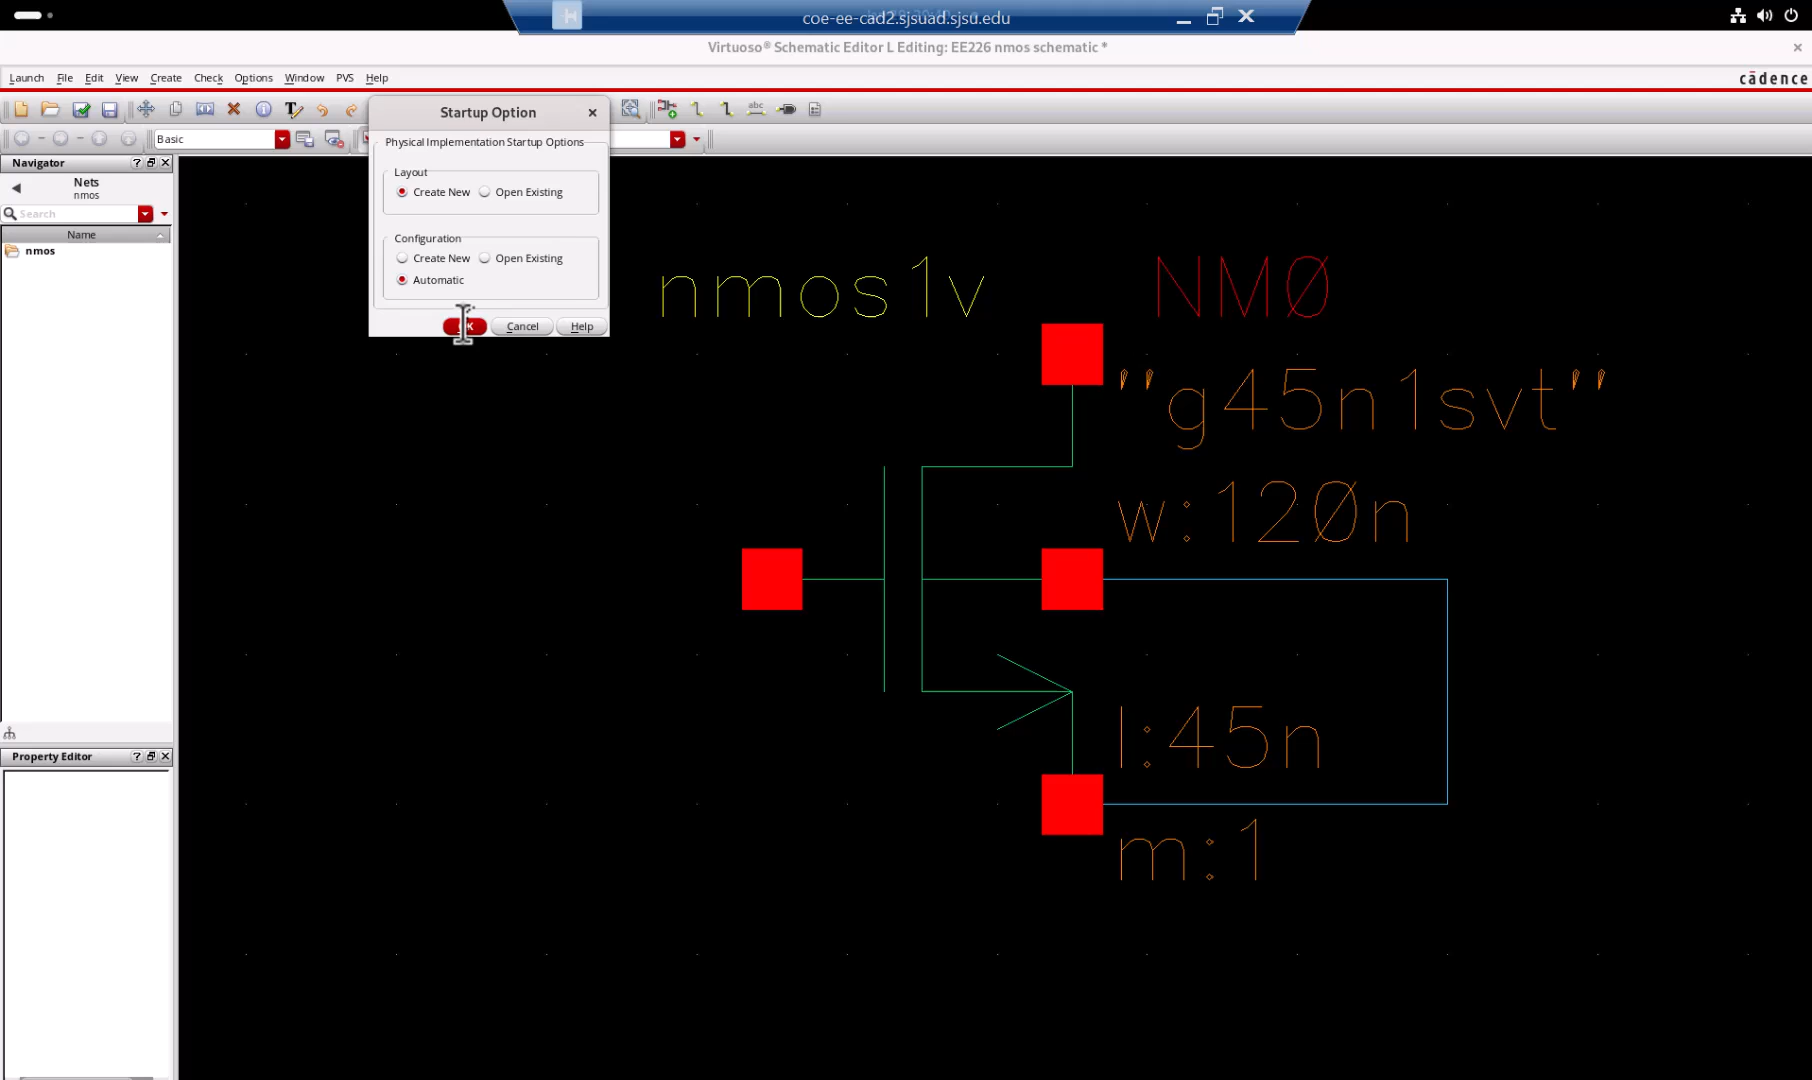 coe-ee-cad2.sjsuad.sjsu.edu
Virtuoso® Schematic Editor L Editing: EE226 nmos schematic *
Launch File Edit View Create Check Options Window PVS Help
cādence
Basic
Startup Option
Physical Implementation Startup Options
Layout
Create New Open Existing
Configuration
Create New Open Existing
Automatic
Cancel Help
Navigator
Nets
nmos
Search
Name
nmos
Property Editor
abc
nmos1v
NM0
"g45n1svt"
w:120n
l:45n
m:1